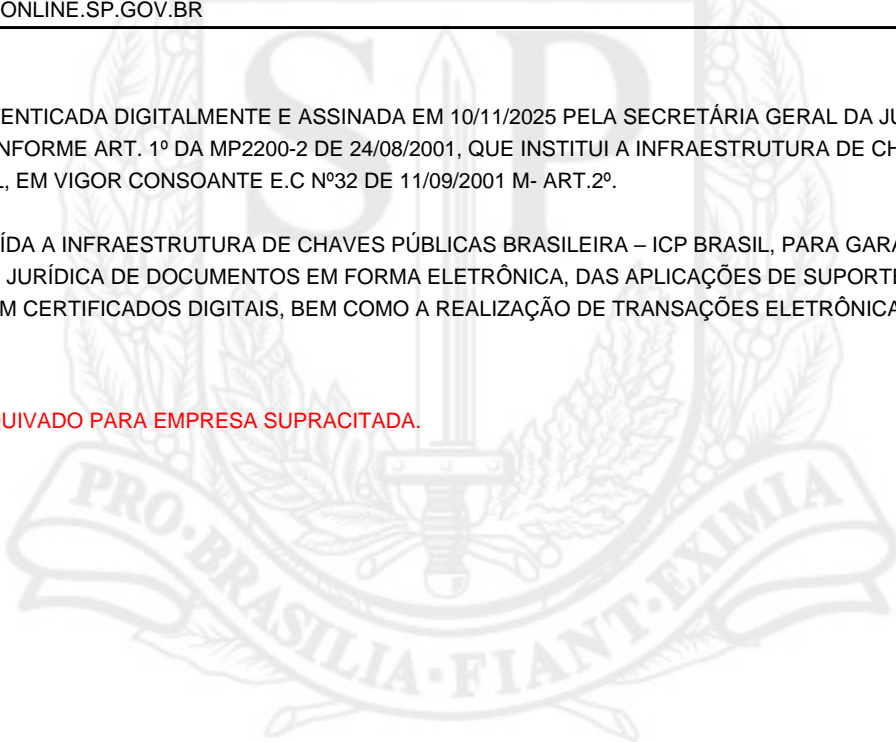 ONLINE.SP.GOV.BR
ENTICADA DIGITALMENTE E ASSINADA EM 10/11/2025 PELA SECRETÁRIA GERAL DA JU
NFORME ART. 1º DA MP2200-2 DE 24/08/2001, QUE INSTITUI A INFRAESTRUTURA DE CH
L, EM VIGOR CONSOANTE E.C Nº32 DE 11/09/2001 M- ART.2º.
ÍDA A INFRAESTRUTURA DE CHAVES PÚBLICAS BRASILEIRA – ICP BRASIL, PARA GARA
JURÍDICA DE DOCUMENTOS EM FORMA ELETRÔNICA, DAS APLICAÇÕES DE SUPORTE
M CERTIFICADOS DIGITAIS, BEM COMO A REALIZAÇÃO DE TRANSAÇÕES ELETRÔNICA
QUIVADO PARA EMPRESA SUPRACITADA.
SP
PRO·BRASILIA·FIANT·EXIMIA